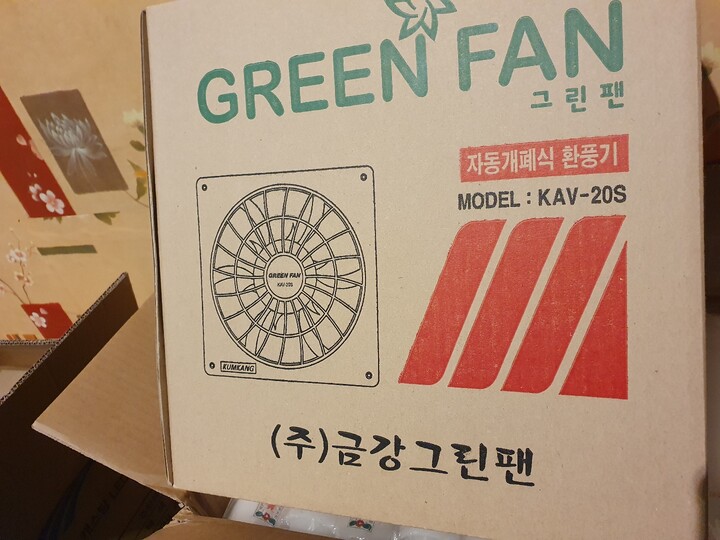 GREEN FAN
그린팬
자동개폐식 환풍기
MODEL : KAV-20S
GREEN FAN
KAV-20S
KUMKANG
(주)금강그린팬